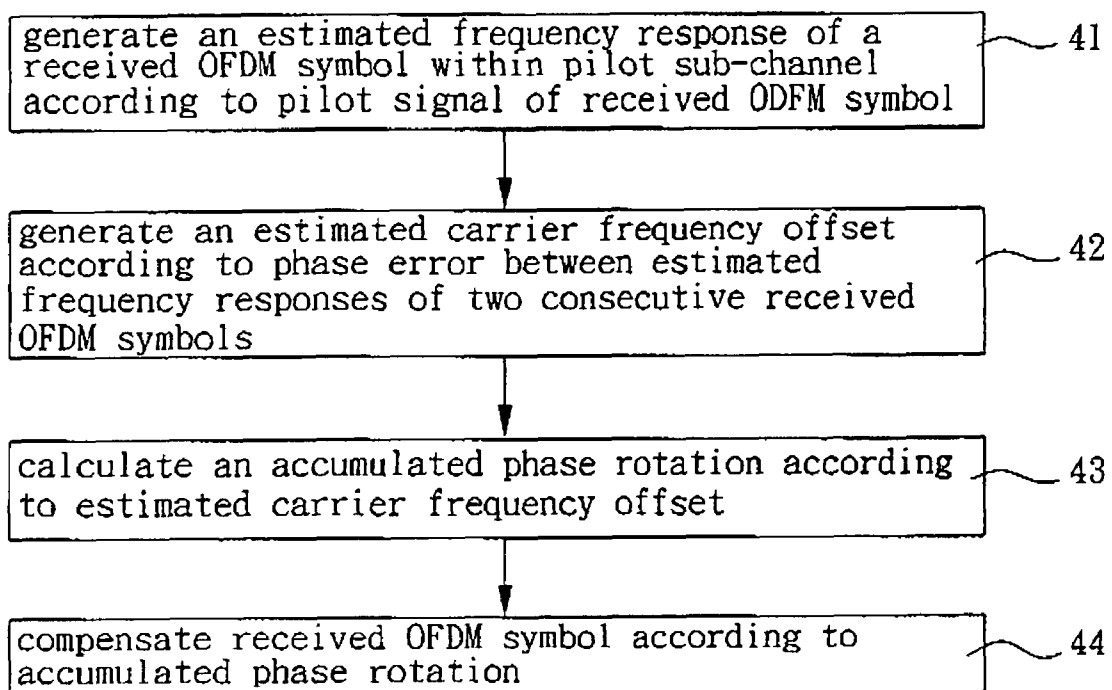 generate an estimated frequency response of a
received OFDM symbol within pilot sub-channel
according to pilot signal of received ODFM symbol
41
generate an estimated carrier frequency offset
according to phase error between estimated
frequency responses of two consecutive received
OFDM symbols
42
calculate an accumulated phase rotation according
to estimated carrier frequency offset
43
compensate received OFDM symbol according to
accumulated phase rotation
44